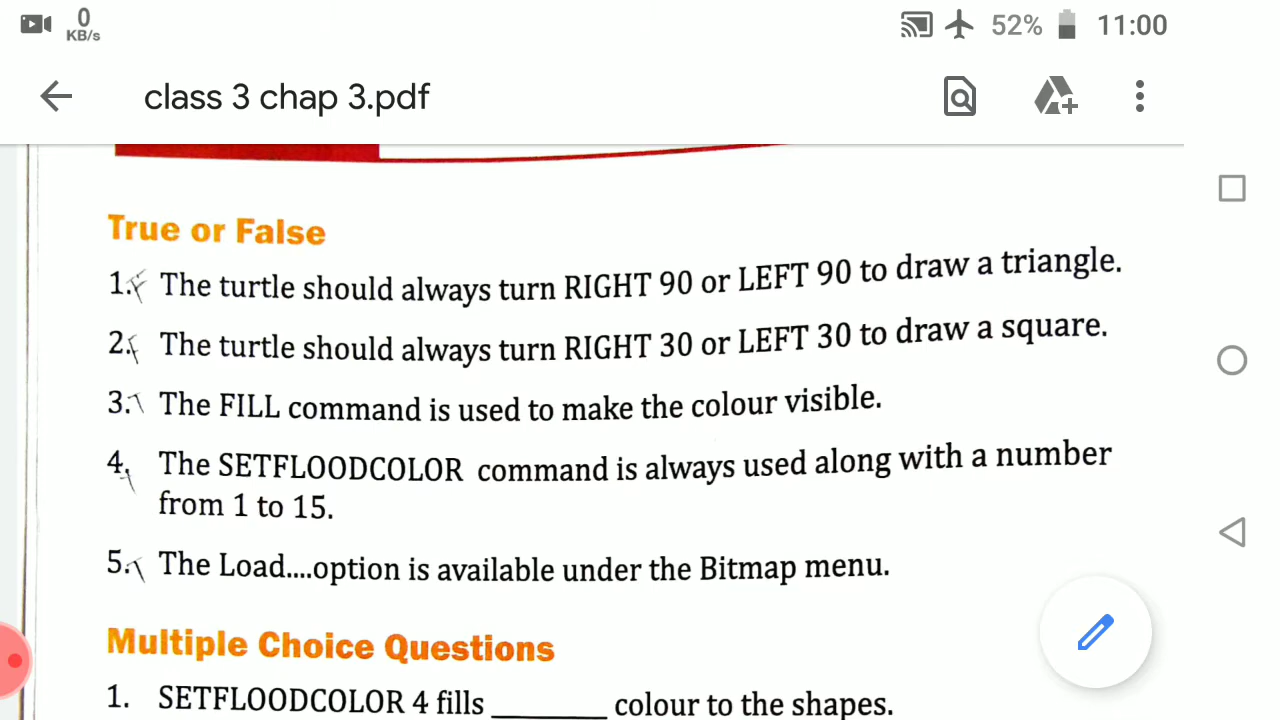 0
KB/s
52% 11:00
class 3 chap 3.pdf
True or False
1. F The turtle should always turn RIGHT 90 or LEFT 90 to draw a triangle.
2. F The turtle should always turn RIGHT 30 or LEFT 30 to draw a square.
3. T The FILL command is used to make the colour visible.
4. T The SETFLOODCOLOR command is always used along with a number
from 1 to 15.
5. T The Load....option is available under the Bitmap menu.
Multiple Choice Questions
1. SETFLOODCOLOR 4 fills ________ colour to the shapes.